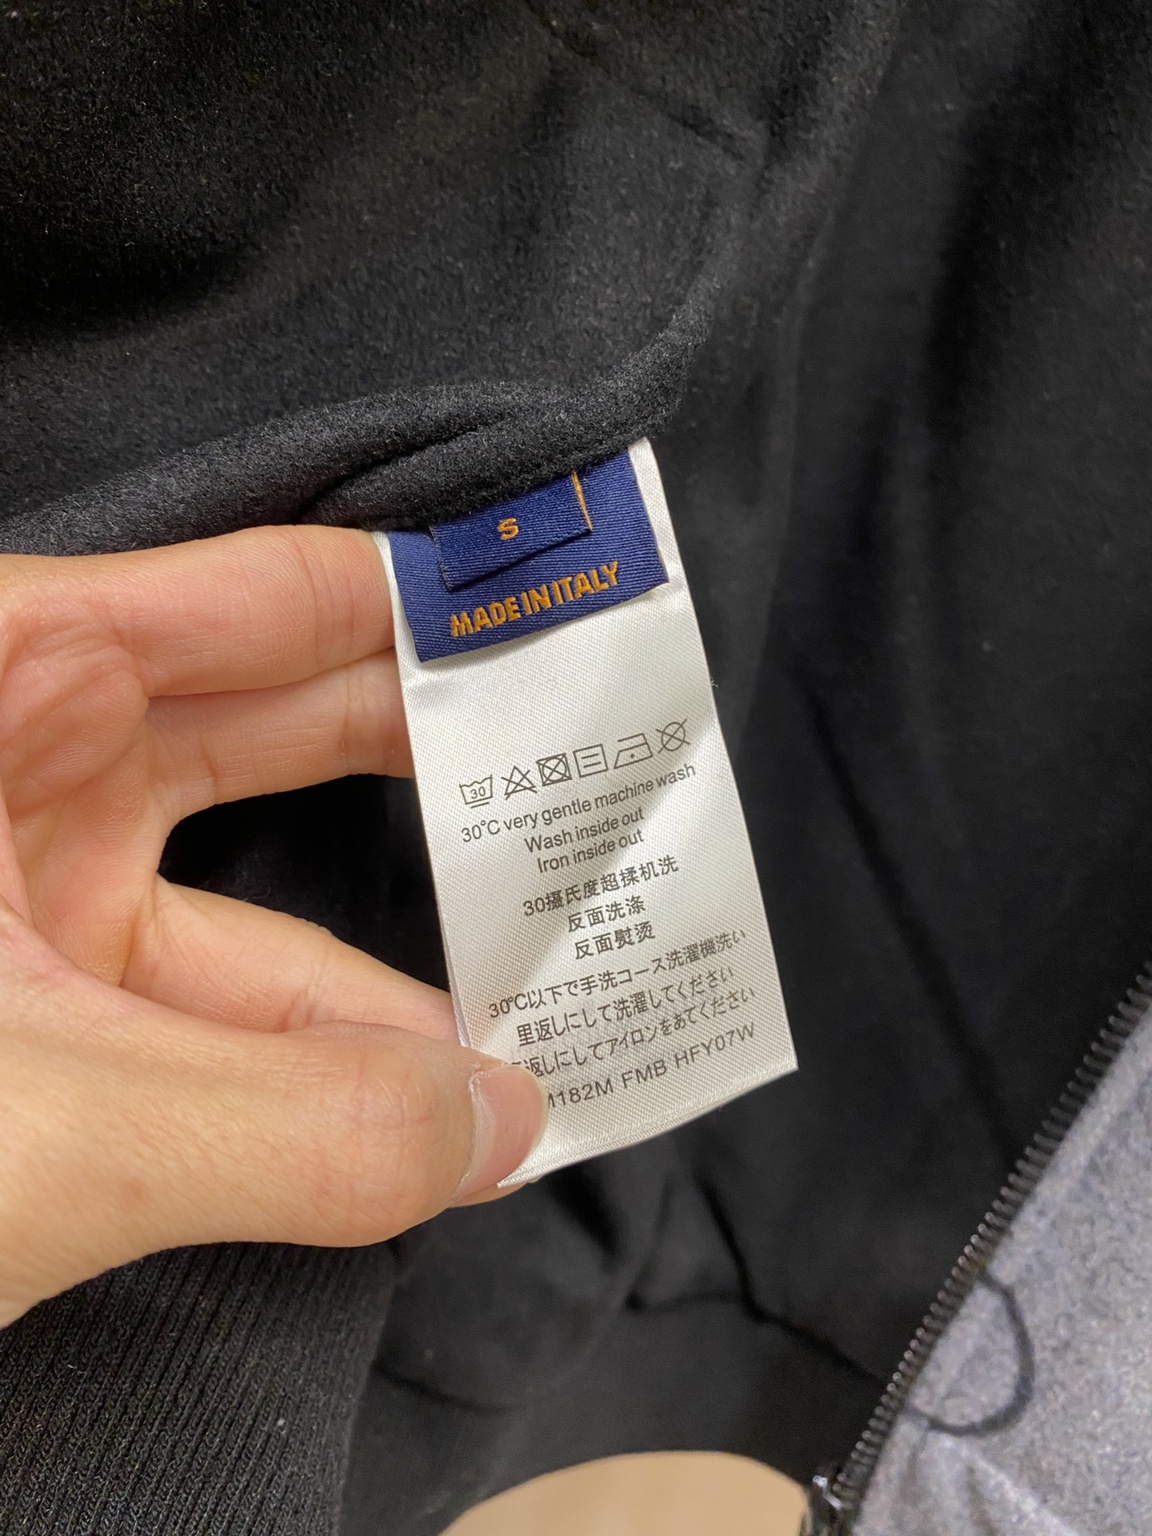 S
MADE IN ITALY
30
30°C very gentle machine wash
Wash inside out
Iron inside out
30摄氏度超揉机洗
反面洗涤
反面熨烫
30℃以下で手洗コース洗濯機洗い
里返しにして洗濯してください
返しにしてアイロンをあてください
M182M FMB HFY07W